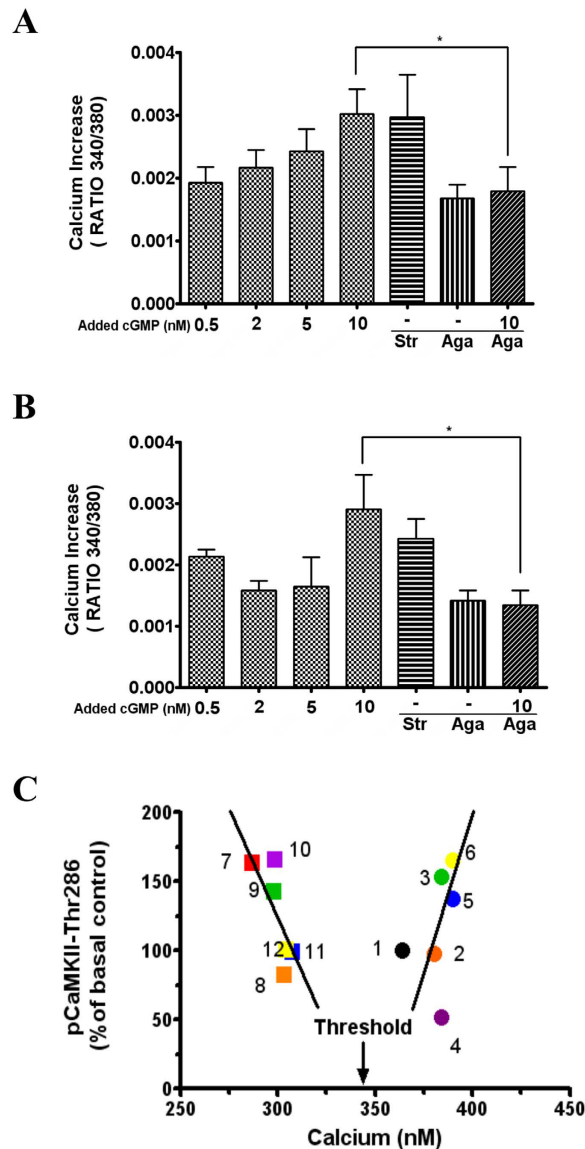 A
Calcium Increase
( RATIO 340/380)
0.004
0.003
0.002
0.001
0.000
*
Added cGMP (nM) 0.5 2 5 10 - - 10
Str Aga Aga
B
Calcium Increase
( RATIO 340/380)
0.004
0.003
0.002
0.001
0.000
*
Added cGMP (nM) 0.5 2 5 10 - - 10
Str Aga Aga
C
pCaMKII-Thr286
(% of basal control)
200
150
100
50
0
7
10
9
12
11
8
1
6
3
5
2
4
Threshold
250 300 350 400 450
Calcium (nM)